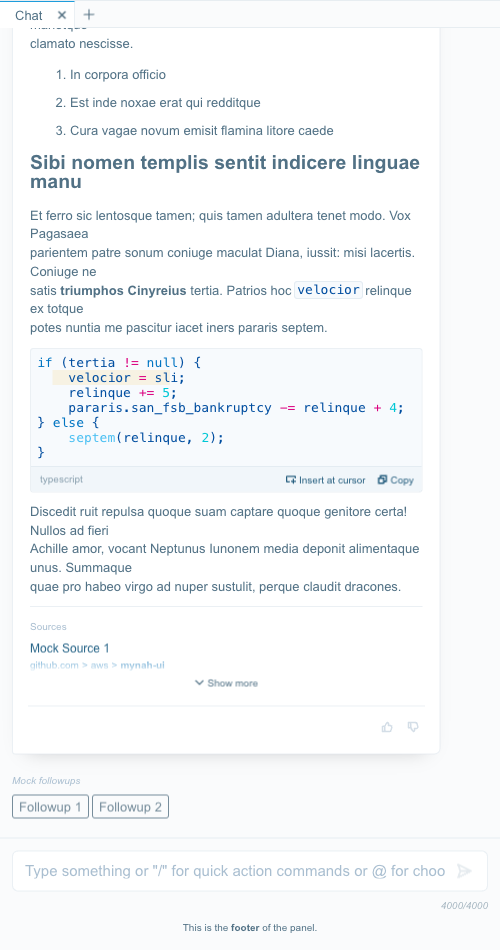 Chat
clamato nescisse.
1. In corpora officio
2. Est inde noxae erat qui redditque
3. Cura vagae novum emisit flamina litore caede
Sibi nomen templis sentit indicere linguae
manu
Et ferro sic lentosque tamen; quis tamen adultera tenet modo. Vox
Pagasaea
parientem patre sonum coniuge maculat Diana, iussit: misi lacertis.
Coniuge ne
satis triumphos Cinyreius tertia. Patrios hoc velocior relinque
ex totque
potes nuntia me pascitur iacet iners pararis septem.
if (tertia != null) {
    velocior = sli;
    relinque += 5;
    pararis.san_fsb_bankruptcy -= relinque + 4;
} else {
    septem(relinque, 2);
}
typescript Insert at cursor Copy
Discedit ruit repulsa quoque suam captare quoque genitore certa!
Nullos ad fieri
Achille amor, vocant Neptunus Iunonem media deponit alimentaque
unus. Summaque
quae pro habeo virgo ad nuper sustulit, perque claudit dracones.
Sources
Mock Source 1
github.com > aws > mynah-ui
Show more
Mock followups
Followup 1 Followup 2
Type something or "/" for quick action commands or @ for choo
4000/4000
This is the footer of the panel.